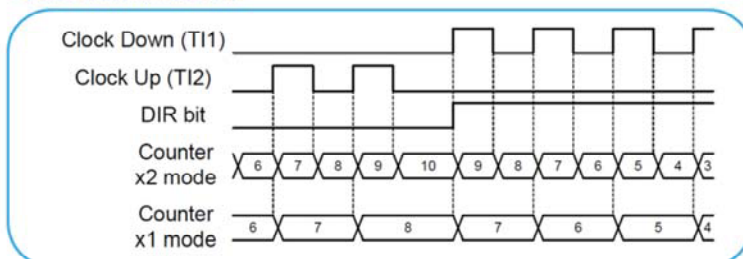 Clock Down (TI1)
Clock Up (TI2)
DIR bit
Counter
x2 mode
6 7 8 9 10 9 8 7 6 5 4 3
Counter
x1 mode
6 7 8 7 6 5 4